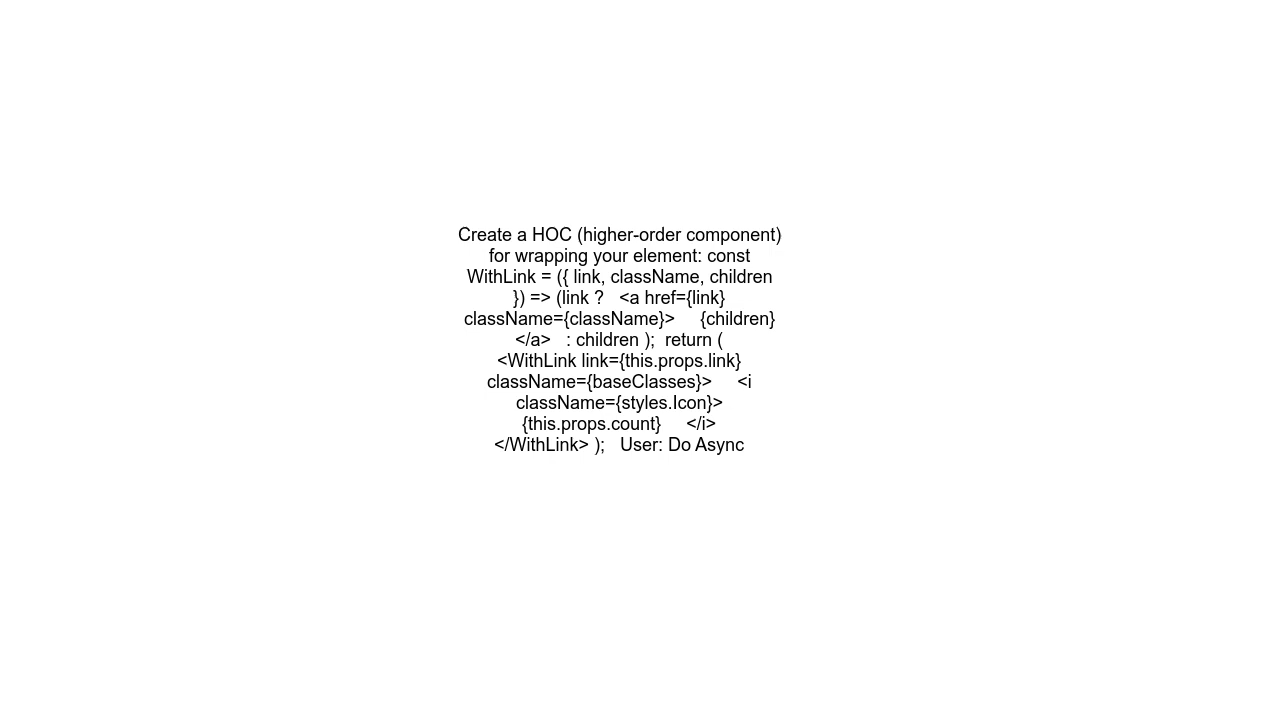 Create a HOC (higher-order component)
for wrapping your element: const
WithLink = ({ link, className, children
}) => (link ?   <a href={link}
className={className}>     {children}
</a>   : children );  return (
<WithLink link={this.props.link}
className={baseClasses}>     <i
className={styles.Icon}>
{this.props.count}     </i>
</WithLink> );   User: Do Async